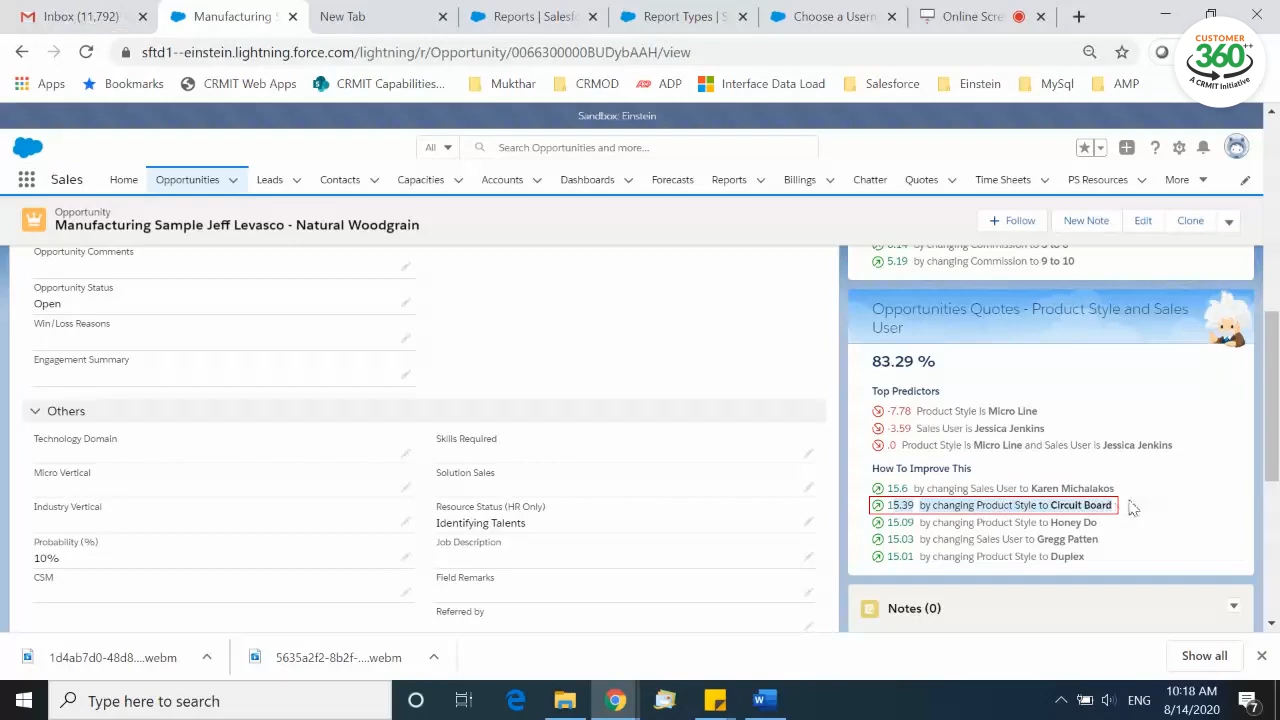 Inbox (11,792)
Manufacturing S
New Tab
Reports | Salesf
Report Types | S
Choose a User
Online Scre
sftd1--einstein.lightning.force.com/lightning/r/Opportunity/0066300000BUDybAAH/view
CUSTOMER
360++
A CRMIT Initiative
Apps
Bookmarks
CRMIT Web Apps
CRMIT Capabilities...
Mukthar
CRMOD
ADP
Interface Data Load
Salesforce
Einstein
MySql
AMP
Sandbox: Einstein
All
Search Opportunities and more...
Sales
Home
Opportunities
Leads
Contacts
Capacities
Accounts
Dashboards
Forecasts
Reports
Billings
Chatter
Quotes
Time Sheets
PS Resources
More
Opportunity
Manufacturing Sample Jeff Levasco - Natural Woodgrain
Follow
New Note
Edit
Clone
Opportunity Comments
Opportunity Status
Open
Win/Loss Reasons
Engagement Summary
Others
Technology Domain
Skills Required
Micro Vertical
Solution Sales
Industry Vertical
Resource Status (HR Only)
Identifying Talents
Probability (%)
10%
Job Description
CSM
Field Remarks
Referred by
by changing Commission to
5.19 by changing Commission to 9 to 10
Opportunities Quotes - Product Style and Sales
User
83.29 %
Top Predictors
-7.78 Product Style is Micro Line
-3.59 Sales User is Jessica Jenkins
.0 Product Style is Micro Line and Sales User is Jessica Jenkins
How To Improve This
15.6 by changing Sales User to Karen Michalakos
15.39 by changing Product Style to Circuit Board
15.09 by changing Product Style to Honey Do
15.03 by changing Sales User to Gregg Patten
15.01 by changing Product Style to Duplex
Notes (0)
1d4ab7d0-48d8....webm
5635a2f2-8b2f-....webm
Show all
Type here to search
ENG
10:18 AM
8/14/2020
7